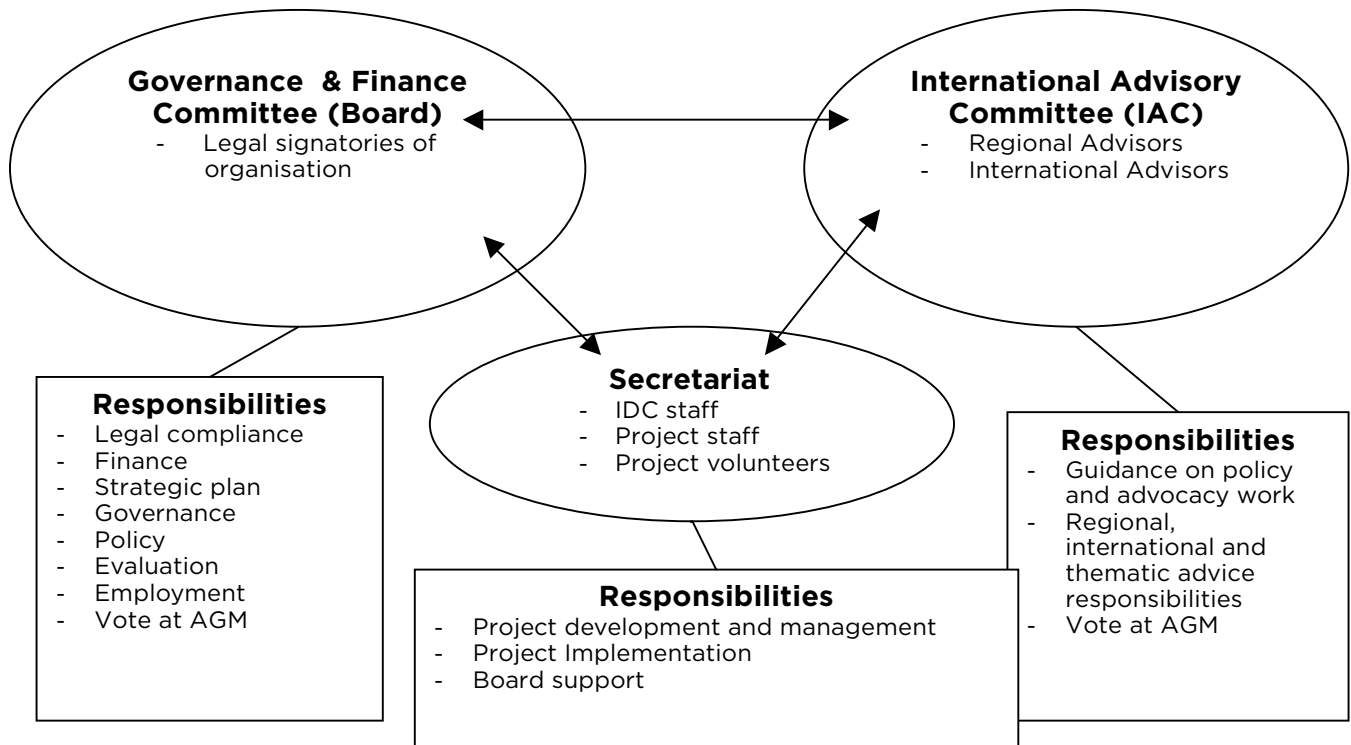 Governance & Finance
Committee (Board)
- Legal signatories of
organisation
International Advisory
Committee (IAC)
- Regional Advisors
- International Advisors
Secretariat
- IDC staff
- Project staff
- Project volunteers
Responsibilities
- Legal compliance
- Finance
- Strategic plan
- Governance
- Policy
- Evaluation
- Employment
- Vote at AGM
Responsibilities
- Project development and management
- Project Implementation
- Board support
Responsibilities
- Guidance on policy
and advocacy work
- Regional,
international and
thematic advice
responsibilities
- Vote at AGM